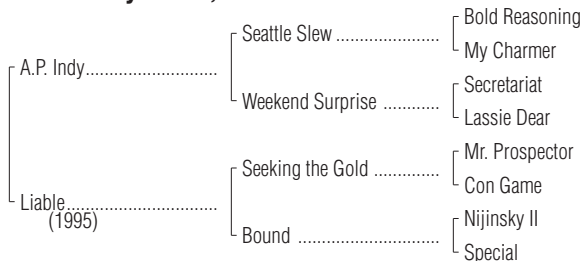 Bold Reasoning
Seattle Slew ....................
My Charmer
A.P. Indy..........................
Secretariat
Weekend Surprise ...........
Lassie Dear
Mr. Prospector
Seeking the Gold .............
Con Game
Liable..............................
(1995)
Nijinsky II
Bound ............................
Special